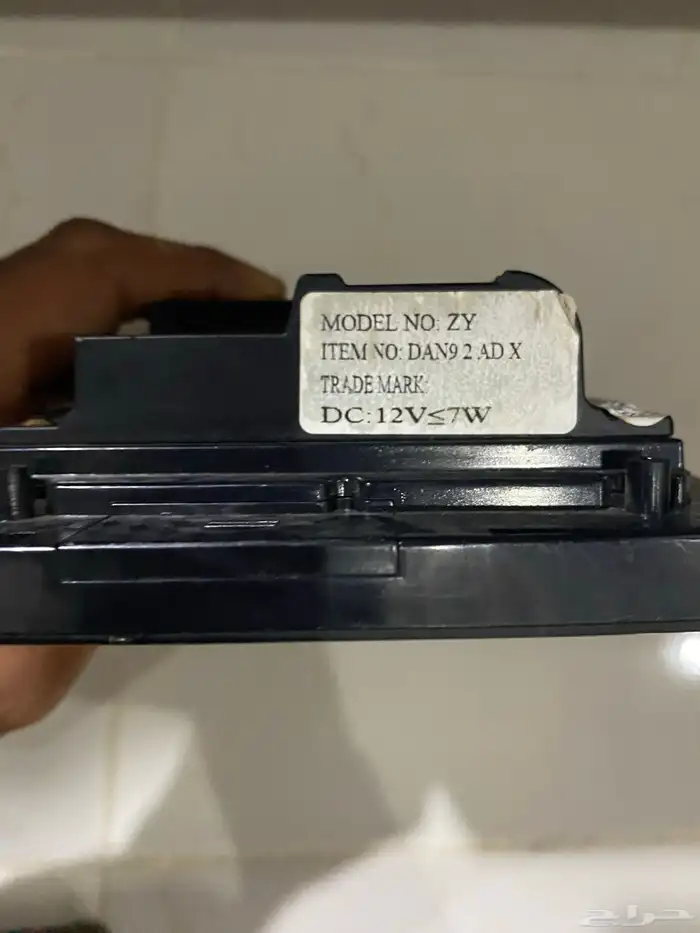 MODEL NO: ZY
ITEM NO: DAN9 2 AD X
TRADE MARK:
DC: 12V≤7W
حراج